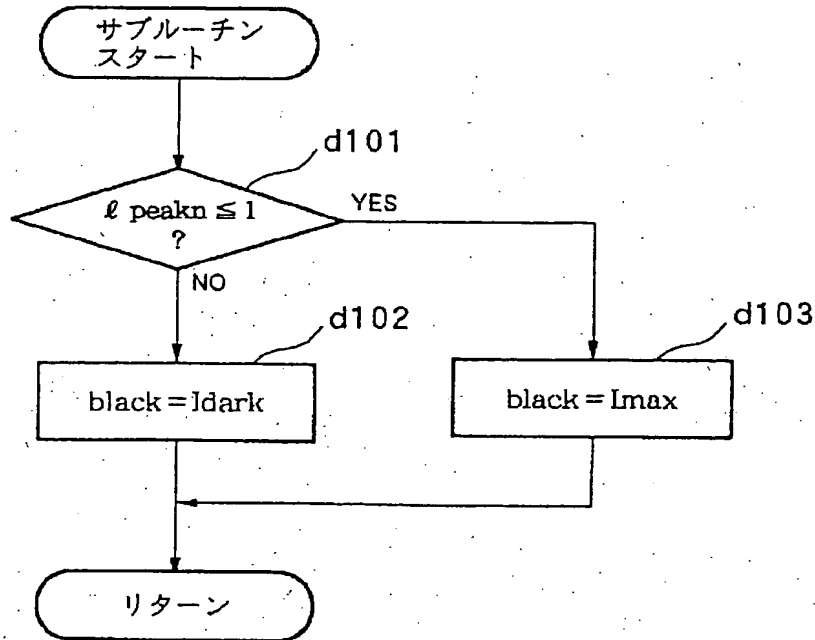 サブルーチン
スタート
d101
ℓ peakn ≦ 1
?
YES
NO
d102
d103
black = Idark
black = Imax
リターン